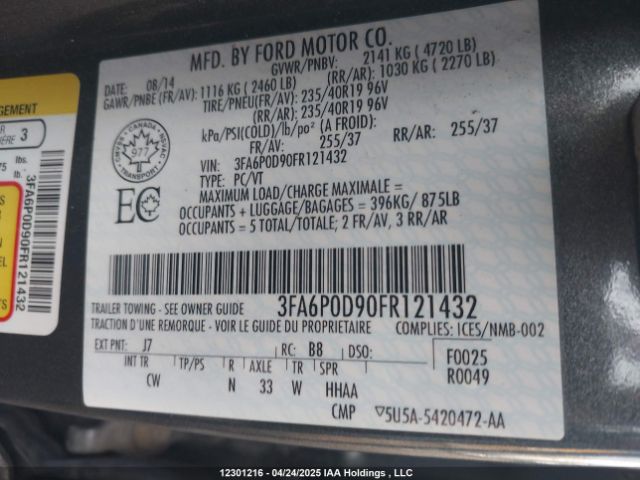 MFD. BY FORD MOTOR CO.
DATE: 08/14 GVWR/PNBV: 2141 KG ( 4720 LB)
GAWR/PNBE (FR/AV): 1116 KG ( 2460 LB) (RR/AR): 1030 KG ( 2270 LB)
TIRE/PNEU(FR/AV): 235/40R19 96V
(RR/AR): 235/40R19 96V
kPa/PSI(COLD)/lb/po² (A FROID):
FR/AV: 255/37 RR/AR: 255/37
VIN: 3FA6P0D90FR121432
TYPE: PC/VT
MAXIMUM LOAD/CHARGE MAXIMALE =
OCCUPANTS + LUGGAGE/BAGAGES = 396KG/ 875LB
OCCUPANTS = 5 TOTAL/TOTALE; 2 FR/AV, 3 RR/AR
CANADA
TRANSPORT
077
EC
3FA6P0D90FR121432
TRAILER TOWING - SEE OWNER GUIDE
TRACTION D'UNE REMORQUE - VOIR LE GUIDE DU PROPRIETAIRE
COMPLIES: ICES/NMB-002
EXT PNT: J7 RC: B8 DSO: F0025
INT TR TP/PS R AXLE TR SPR R0049
CW N 33 W HHAA
CMP ▽5U5A-5420472-AA
GEMENT
3
lbs.
lb.
3FA6P0D90FR121432
12301216 - 04/24/2025 IAA Holdings , LLC